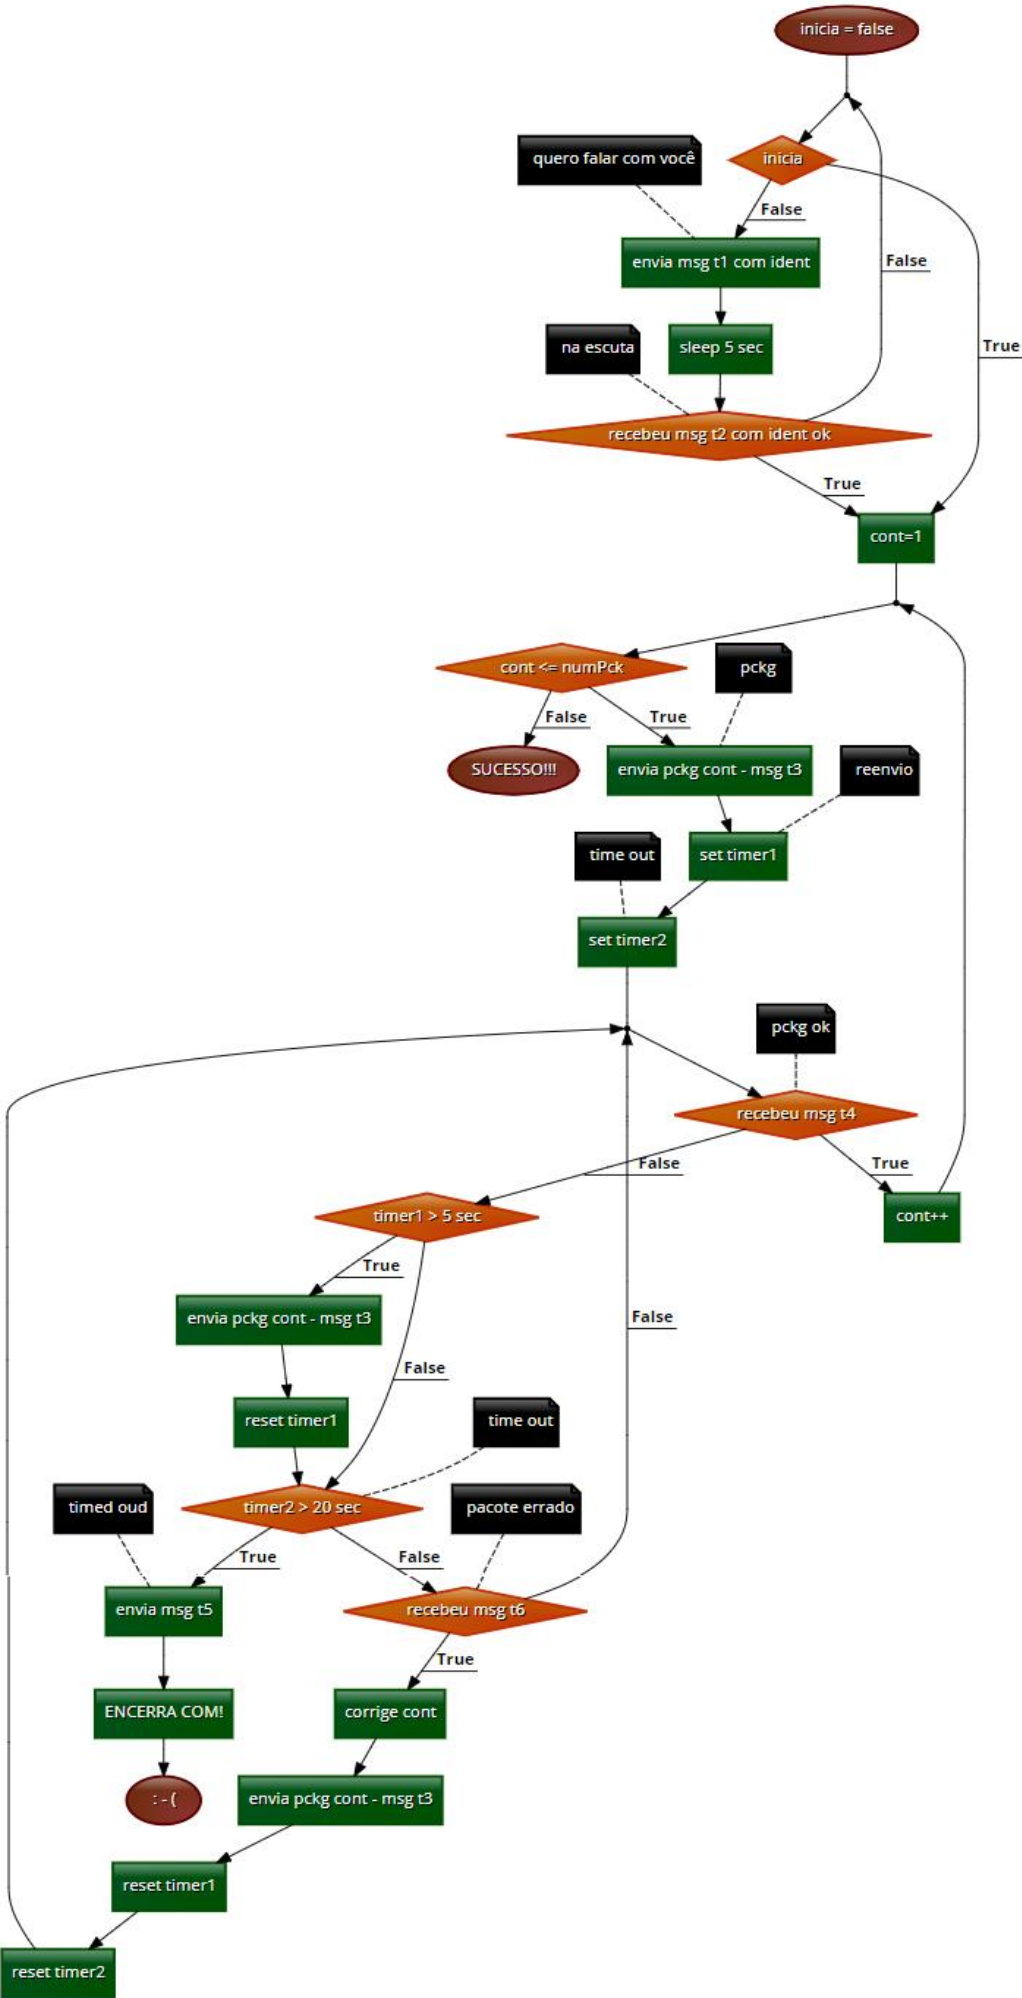 inicia = false
quero falar com você
inicia
False
envia msg t1 com ident
False
na escuta
sleep 5 sec
True
recebeu msg t2 com ident ok
True
cont=1
cont <= numPck
pckg
False
True
SUCESSO!!!
envia pckg cont - msg t3
reenvio
time out
set timer1
set timer2
pckg ok
recebeu msg t4
False
True
timer1 > 5 sec
cont++
True
envia pckg cont - msg t3
False
False
reset timer1
time out
timed oud
timer2 > 20 sec
pacote errado
True
False
envia msg t5
recebeu msg t6
True
ENCERRA COM!
corrige cont
: - (
envia pckg cont - msg t3
reset timer1
reset timer2